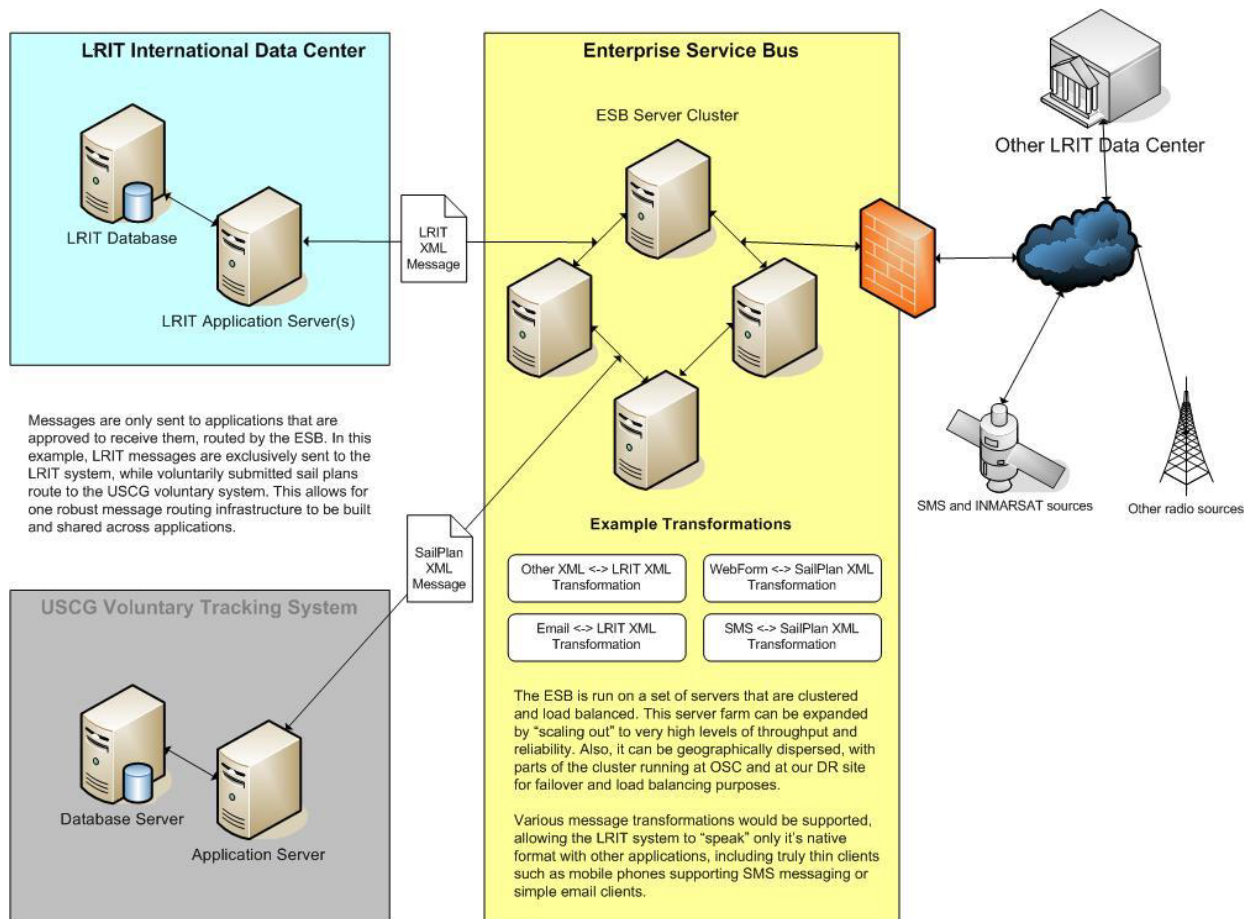 LRIT International Data Center
LRIT Database
LRIT Application Server(s)
LRIT
XML
Message
Enterprise Service Bus
ESB Server Cluster
Other LRIT Data Center
SMS and INMARSAT sources
Other radio sources
Messages are only sent to applications that are
approved to receive them, routed by the ESB. In this
example, LRIT messages are exclusively sent to the
LRIT system, while voluntarily submitted sail plans
route to the USCG voluntary system. This allows for
one robust message routing infrastructure to be built
and shared across applications.
SailPlan
XML
Message
USCG Voluntary Tracking System
Database Server
Application Server
Example Transformations
Other XML <-> LRIT XML
Transformation
WebForm <-> SailPlan XML
Transformation
Email <-> LRIT XML
Transformation
SMS <-> SailPlan XML
Transformation
The ESB is run on a set of servers that are clustered
and load balanced. This server farm can be expanded
by “scaling out” to very high levels of throughput and
reliability. Also, it can be geographically dispersed, with
parts of the cluster running at OSC and at our DR site
for failover and load balancing purposes.
Various message transformations would be supported,
allowing the LRIT system to “speak” only it’s native
format with other applications, including truly thin clients
such as mobile phones supporting SMS messaging or
simple email clients.